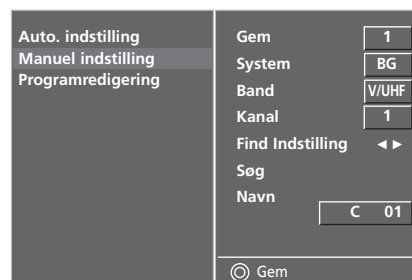 Auto. indstilling
Manuel indstilling
Programredigering
Gem 1
System BG
Band V/UHF
Kanal 1
Find Indstilling ◄►
Søg
Navn
C 01
Gem